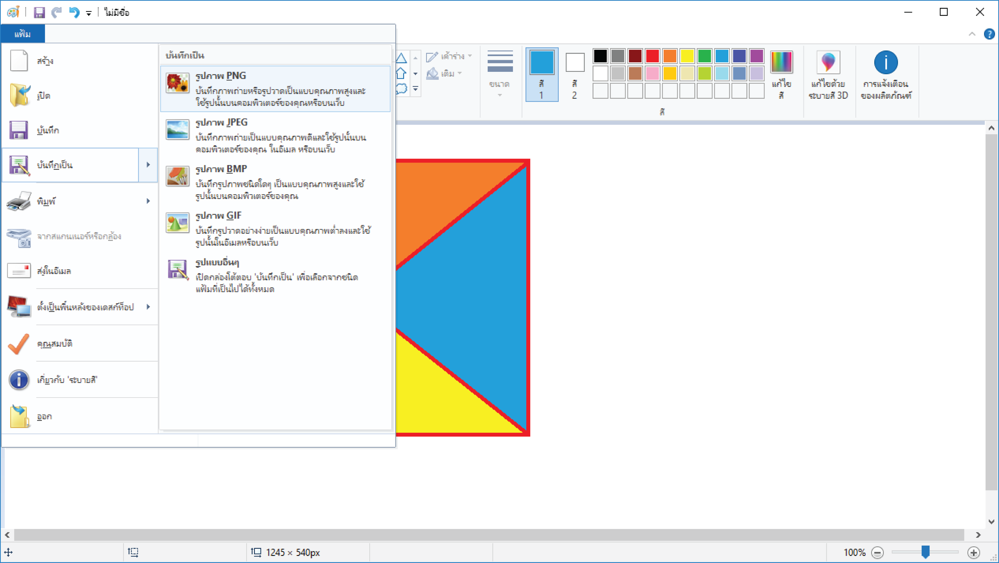 ไม่มีชื่อ
แฟ้ม
สร้าง
เปิด
บันทึก
บันทึกเป็น
พิมพ์
จากสแกนเนอร์หรือกล้อง
ส่งในอีเมล
ตั้งเป็นพื้นหลังของเดสก์ท็อป
คุณสมบัติ
เกี่ยวกับ 'ระบายสี'
ออก
บันทึกเป็น
รูปภาพ PNG
บันทึกภาพถ่ายหรือรูปวาดเป็นแบบคุณภาพสูงและ
ใช้รูปนั้นบนคอมพิวเตอร์ของคุณหรือบนเว็บ
รูปภาพ JPEG
บันทึกภาพถ่ายเป็นแบบคุณภาพดีและใช้รูปนั้นบน
คอมพิวเตอร์ของคุณ ในอีเมล หรือบนเว็บ
รูปภาพ BMP
บันทึกรูปภาพชนิดใดๆ เป็นแบบคุณภาพสูงและใช้
รูปนั้นบนคอมพิวเตอร์ของคุณ
รูปภาพ GIF
บันทึกรูปวาดอย่างง่ายเป็นแบบคุณภาพต่ำลงและใช้
รูปนั้นในอีเมลหรือบนเว็บ
รูปแบบอื่นๆ
เปิดกล่องโต้ตอบ 'บันทึกเป็น' เพื่อเลือกจากชนิด
แฟ้มที่เป็นไปได้ทั้งหมด
เค้าร่าง
เติม
ขนาด
สี
1
สี
2
แก้ไข
สี
สี
แก้ไขด้วย
ระบายสี 3D
การแจ้งเตือน
ของผลิตภัณฑ์
1245 × 540px
100%